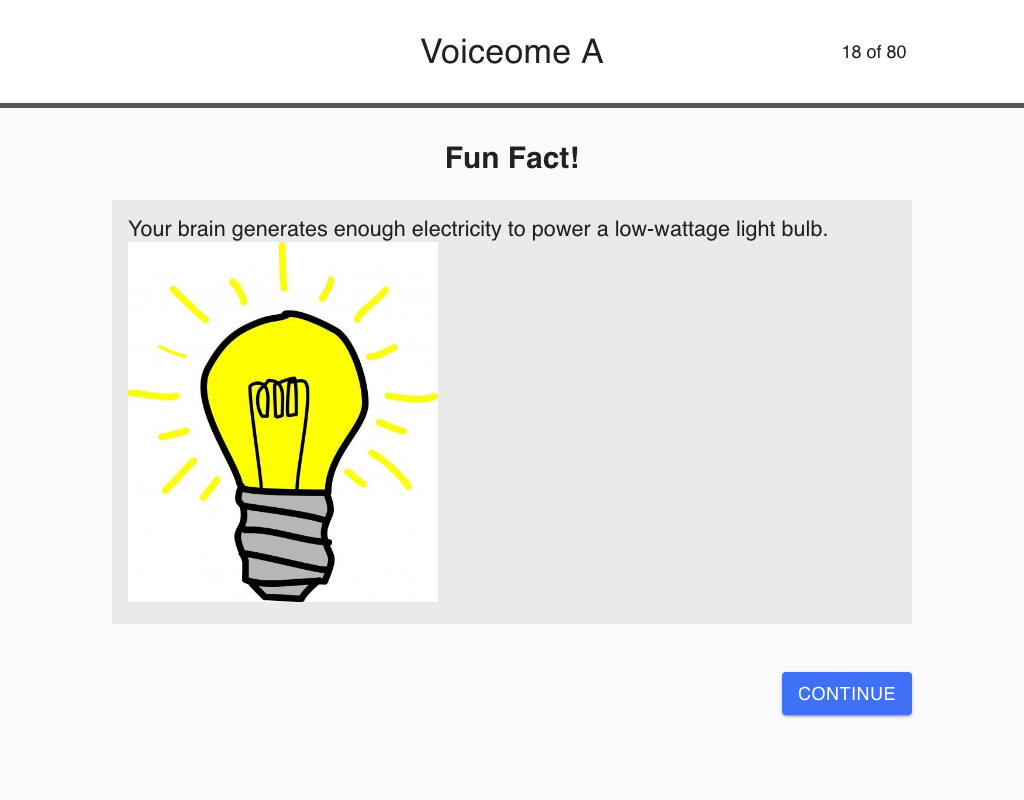 Voiceome A
18 of 80
Fun Fact!
Your brain generates enough electricity to power a low-wattage light bulb.
CONTINUE